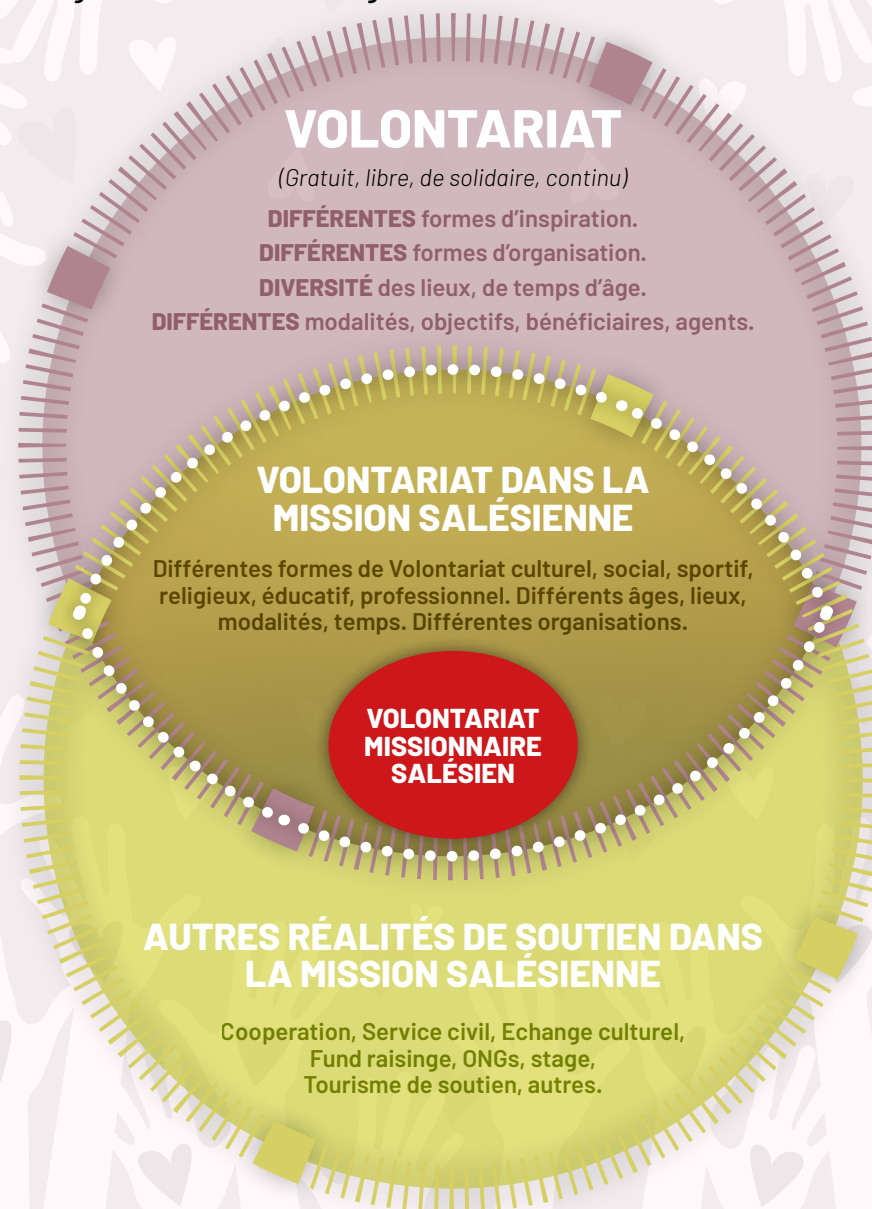 VOLONTARIAT
(Gratuit, libre, de solidaire, continu)
DIFFÉRENTES formes d'inspiration.
DIFFÉRENTES formes d'organisation.
DIVERSITÉ des lieux, de temps d'âge.
DIFFÉRENTES modalités, objectifs, bénéficiaires, agents.
VOLONTARIAT DANS LA
MISSION SALÉSIENNE
Différentes formes de Volontariat culturel, social, sportif,
religieux, éducatif, professionnel. Différents âges, lieux,
modalités, temps. Différentes organisations.
VOLONTARIAT
MISSIONNAIRE
SALÉSIEN
AUTRES RÉALITÉS DE SOUTIEN DANS
LA MISSION SALÉSIENNE
Cooperation, Service civil, Echange culturel,
Fund raisinge, ONGs, stage,
Tourisme de soutien, autres.